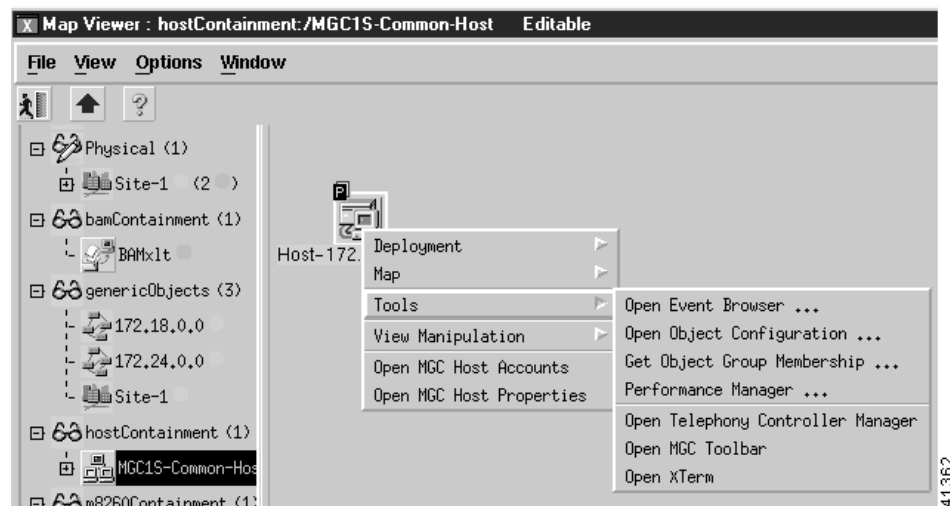 X Map Viewer : hostContainment:/MGC1S-Common-Host Editable
File View Options Window
?
Physical (1)
Site-1 (2 )
bamContainment (1)
BAMxlt
genericObjects (3)
172.18.0.0
172.24.0.0
Site-1
hostContainment (1)
MGC1S-Common-Hos
m8260Containment (1)
P
Host-172.
Deployment
Map
Tools
View Manipulation
Open MGC Host Accounts
Open MGC Host Properties
Open Event Browser ...
Open Object Configuration ...
Get Object Group Membership ...
Performance Manager ...
Open Telephony Controller Manager
Open MGC Toolbar
Open XTerm
41362